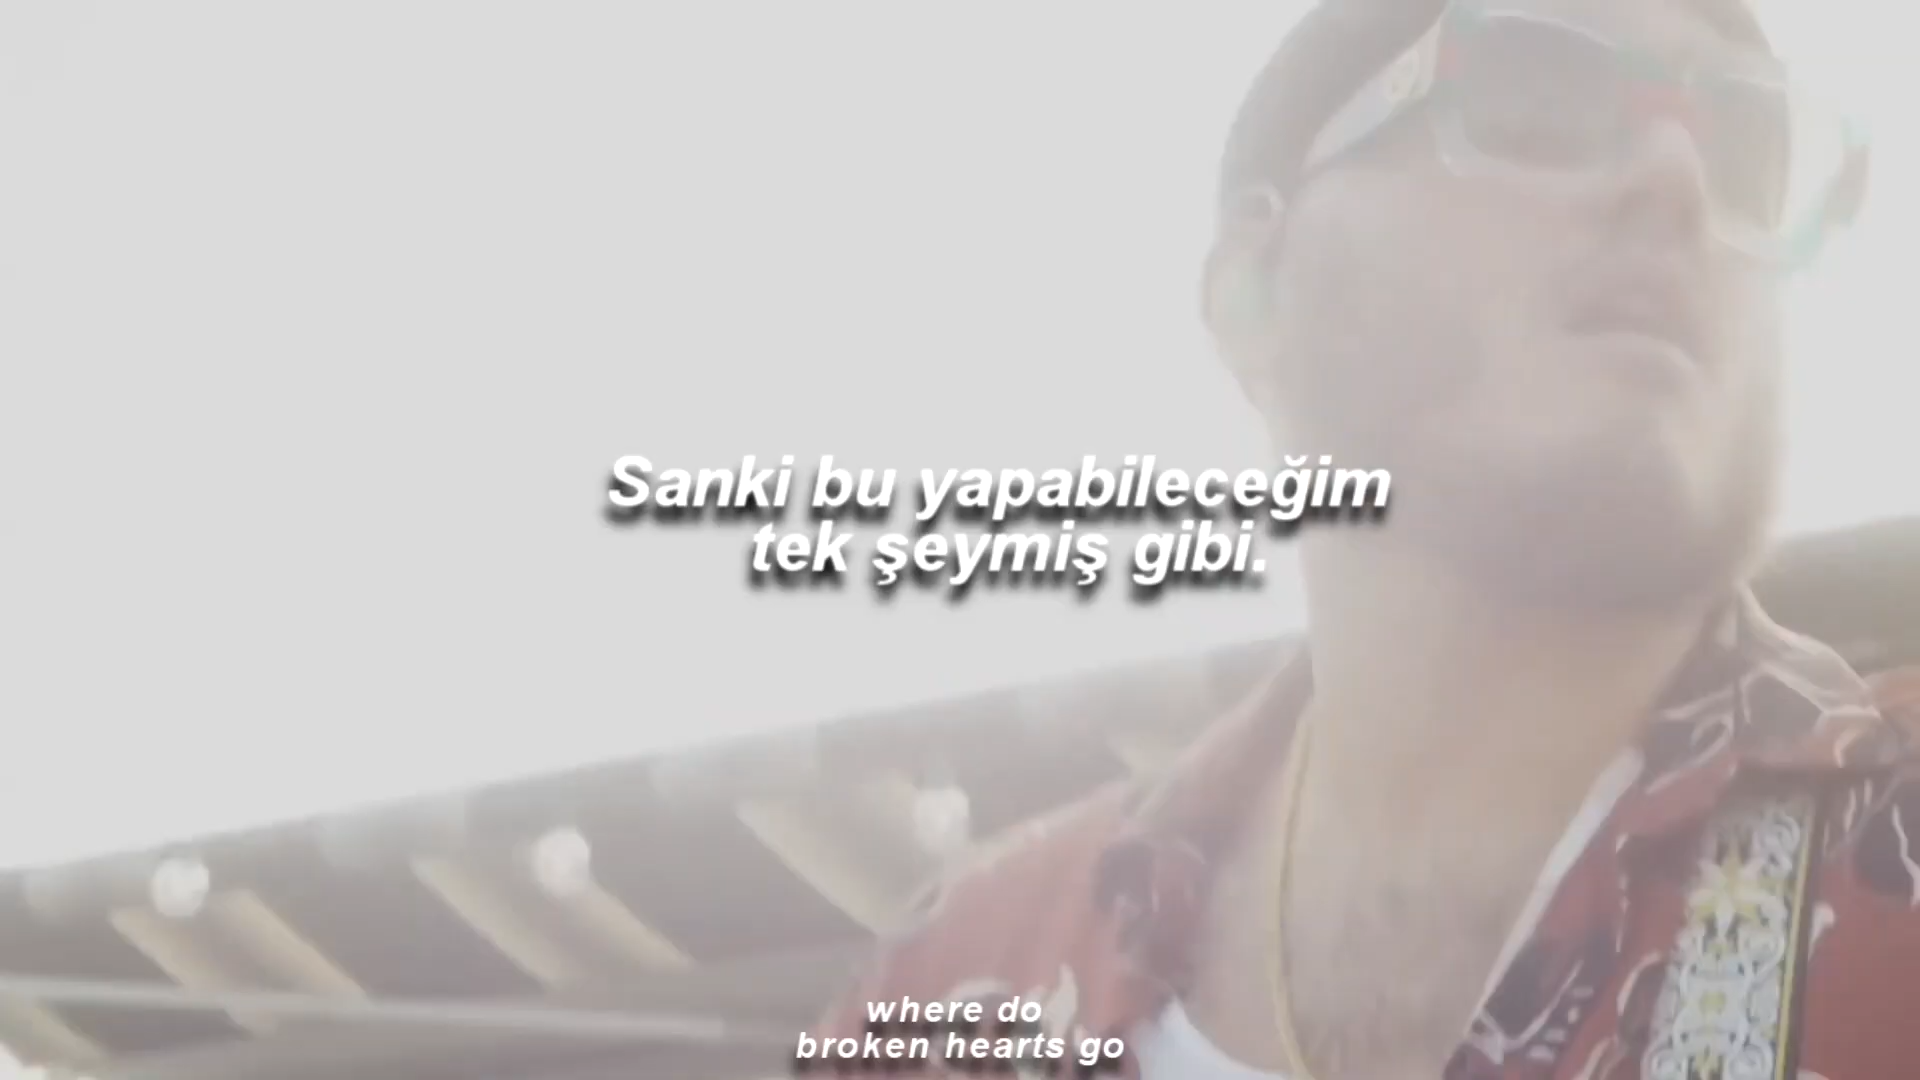 Sanki bu yapabileceğim
tek şeymiş gibi.
where do
broken hearts go